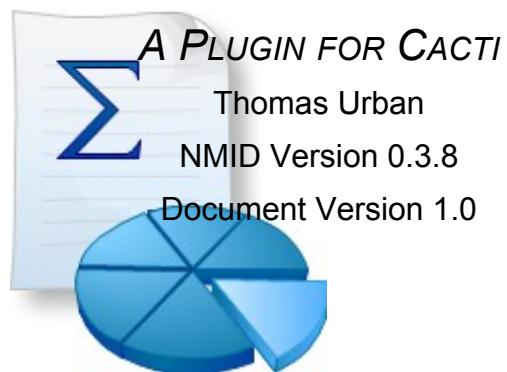 A PLUGIN FOR CACTI
Thomas Urban
NMID Version 0.3.8
Document Version 1.0
Σ